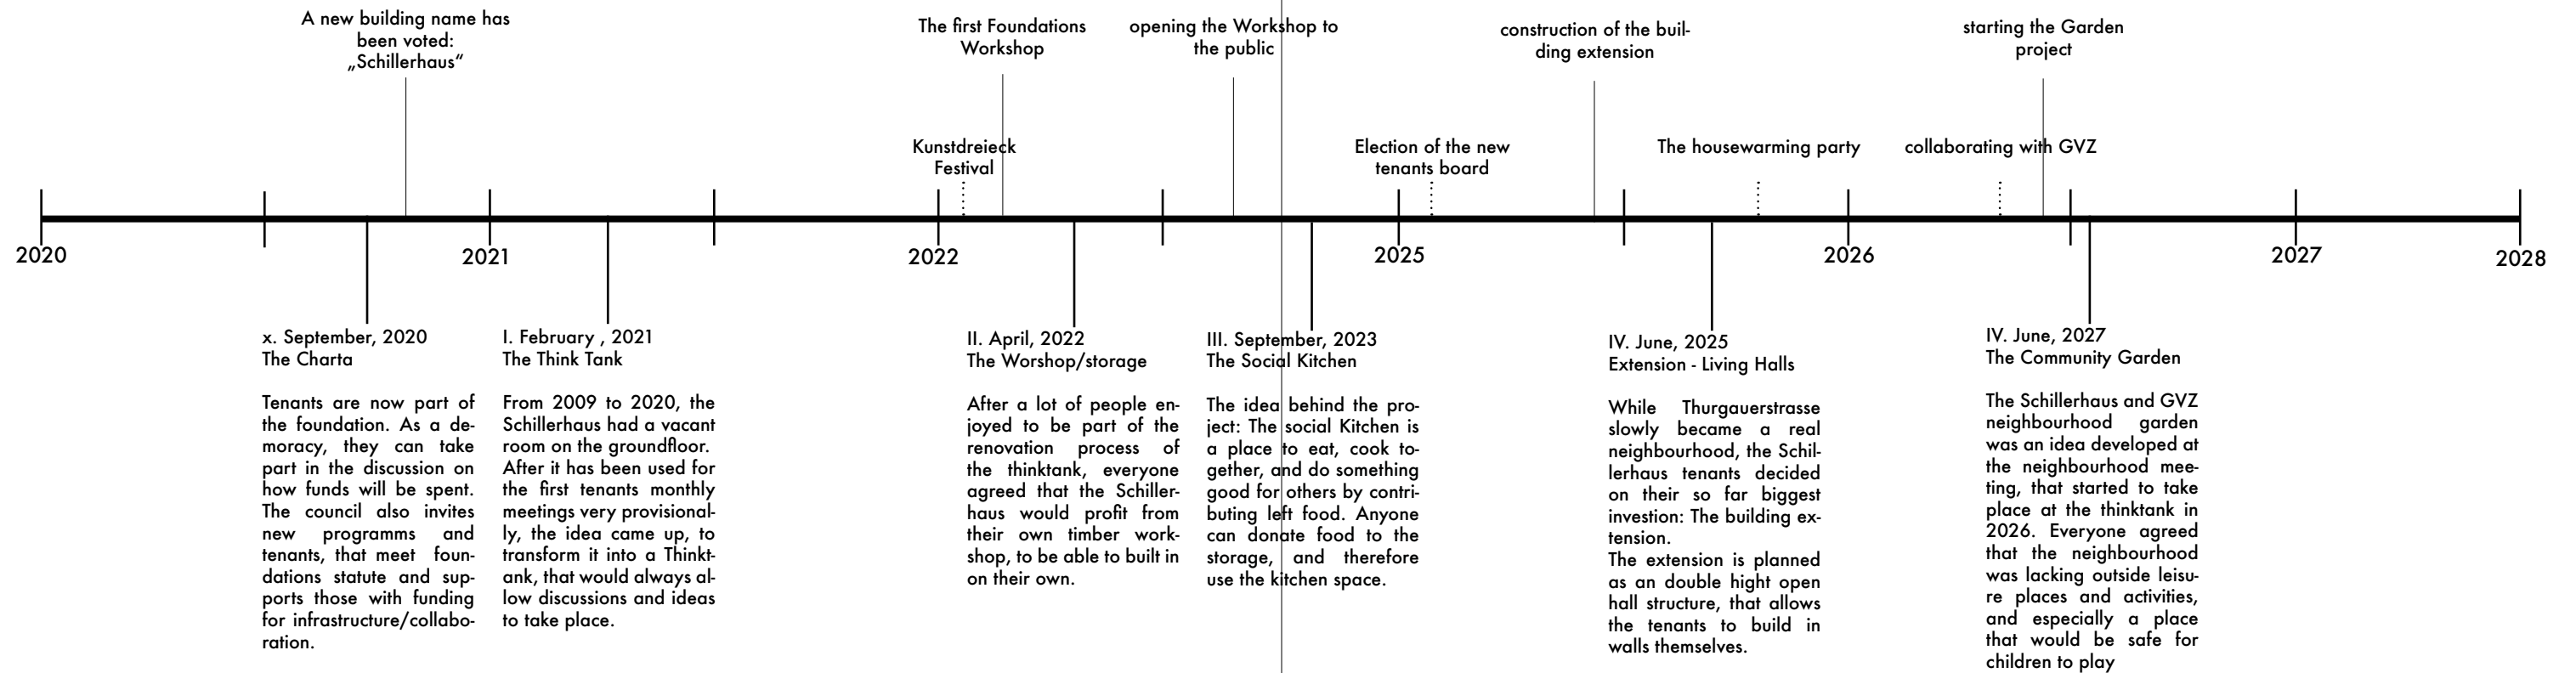 A new building name has
been voted:
„Schillerhaus“
The first Foundations
Workshop
opening the Workshop to
the public
construction of the buil-
ding extension
starting the Garden
project
Kunstdreieck
Festival
Election of the new
tenants board
The housewarming party
collaborating with GVZ
2020
2021
2022
2025
2026
2027
2028
x. September, 2020
The Charta
Tenants are now part of
the foundation. As a de-
moracy, they can take
part in the discussion on
how funds will be spent.
The council also invites
new programms and
tenants, that meet foun-
dations statute and sup-
ports those with funding
for infrastructure/collabo-
ration.
I. February , 2021
The Think Tank
From 2009 to 2020, the
Schillerhaus had a vacant
room on the groundfloor.
After it has been used for
the first tenants monthly
meetings very provisional-
ly, the idea came up, to
transform it into a Thinkt-
ank, that would always al-
low discussions and ideas
to take place.
II. April, 2022
The Worshop/storage
After a lot of people en-
joyed to be part of the
renovation process of
the thinktank, everyone
agreed that the Schiller-
haus would profit from
their own timber work-
shop, to be able to built in
on their own.
III. September, 2023
The Social Kitchen
The idea behind the pro-
ject: The social Kitchen is
a place to eat, cook to-
gether, and do something
good for others by contri-
buting left food. Anyone
can donate food to the
storage, and therefore
use the kitchen space.
IV. June, 2025
Extension - Living Halls
While Thurgauerstrasse
slowly became a real
neighbourhood, the Schil-
lerhaus tenants decided
on their so far biggest
investion: The building ex-
tension.
The extension is planned
as an double hight open
hall structure, that allows
the tenants to build in
walls themselves.
IV. June, 2027
The Community Garden
The Schillerhaus and GVZ
neighbourhood garden
was an idea developed at
the neighbourhood mee-
ting, that started to take
place at the thinktank in
2026. Everyone agreed
that the neighbourhood
was lacking outside leisu-
re places and activities,
and especially a place
that would be safe for
children to play